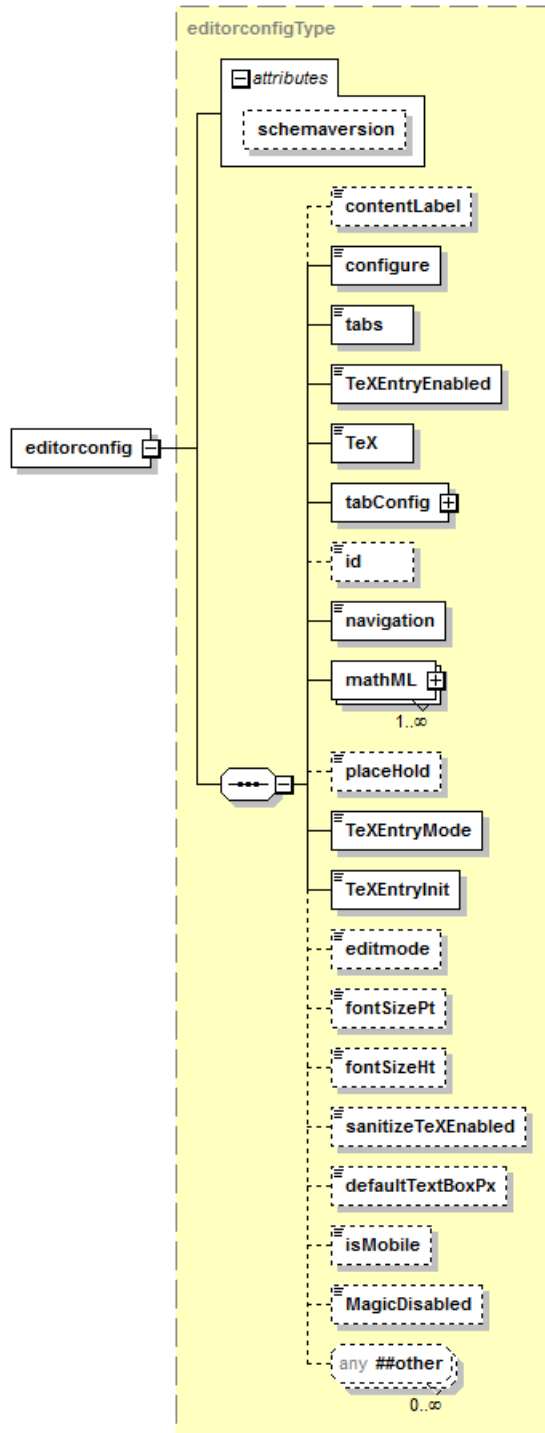 editorconfigType
attributes
schemaversion
contentLabel
configure
tabs
TeXEntryEnabled
editorconfig
TeX
tabConfig
id
navigation
mathML
1..∞
placeHold
TeXEntryMode
TeXEntryInit
editmode
fontSizePt
fontSizeHt
sanitizeTeXEnabled
defaultTextBoxPx
isMobile
MagicDisabled
any ##other
0..∞